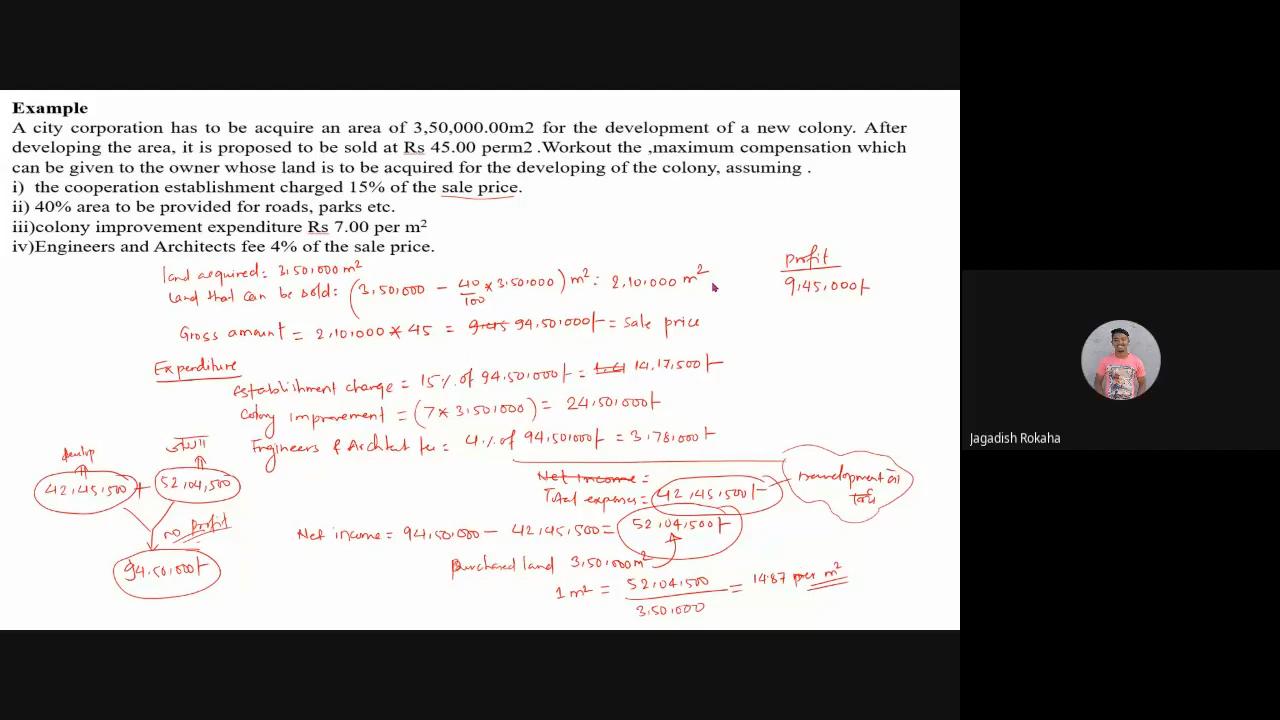 Example
A city corporation has to be acquire an area of 3,50,000.00m2 for the development of a new colony. After
developing the area, it is proposed to be sold at Rs 45.00 perm2 .Workout the ,maximum compensation which
can be given to the owner whose land is to be acquired for the developing of the colony, assuming .
i) the cooperation establishment charged 15% of the sale price.
ii) 40% area to be provided for roads, parks etc.
iii)colony improvement expenditure Rs 7.00 per m²
iv)Engineers and Architects fee 4% of the sale price.
Profit
9,45,000/-
land acquired: 3,50,000 m²
land that can be sold: (3,50,000 - 40/100 * 3,50,000) m² = 2,10,000 m²
Gross amount = 2,10,000 * 45 = 94,50,000/- = sale price
Expenditure
Establishment charge = 15% of 94,50,000/- = 14,17,500/-
Colony improvement = (7 * 3,50,000) = 24,50,000/-
Engineers & Architect fee = 4% of 94,50,000/- = 3,78,000/-
Net income =
Total expenses = 42,45,500/-
Development
develop
42,45,500 + 52,04,500
no Profit
94,50,000/-
Net income = 94,50,000 - 42,45,500 = 52,04,500/-
purchased land 3,50,000 m²
1 m² = 52,04,500 / 3,50,000 = 14.87 per m²
Jagadish Rokaha